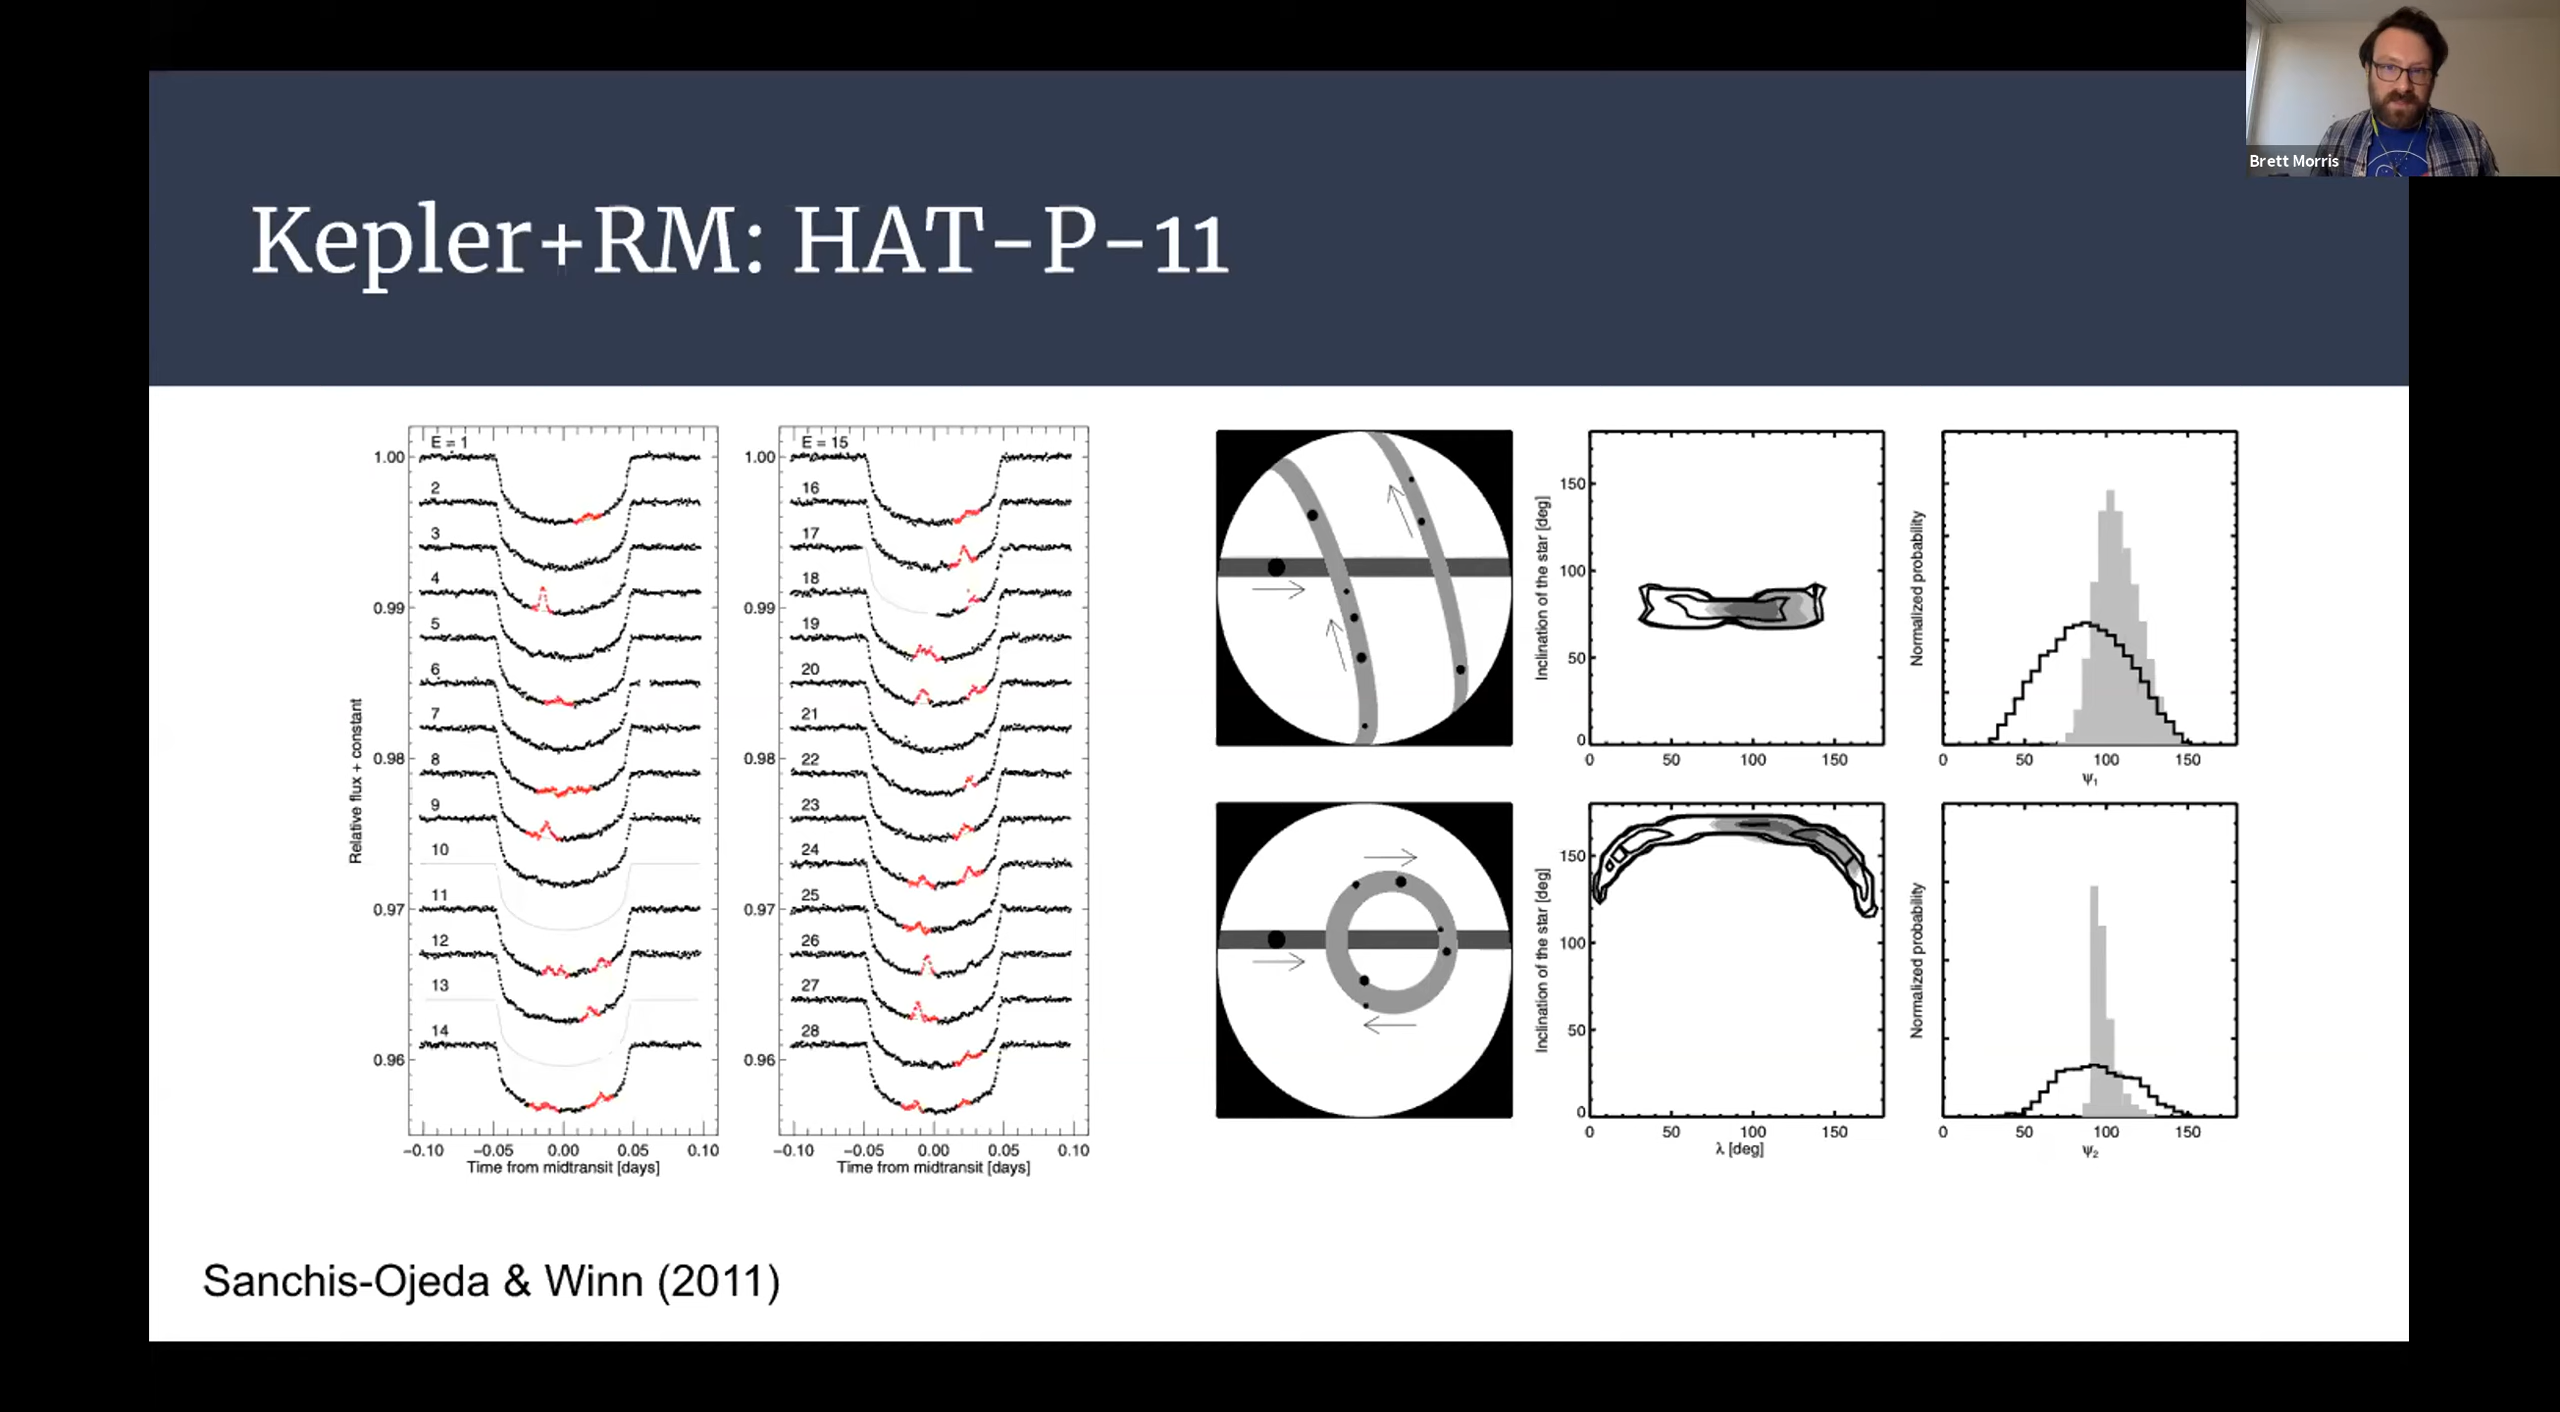 Brett Morris
Kepler+RM: HAT-P-11
Relative flux + constant
1.00
0.99
0.98
0.97
0.96
E = 1
2
3
4
5
6
7
8
9
10
11
12
13
14
−0.10 −0.05 0.00 0.05 0.10
Time from midtransit [days]
1.00
0.99
0.98
0.97
0.96
E = 15
16
17
18
19
20
21
22
23
24
25
26
27
28
−0.10 −0.05 0.00 0.05 0.10
Time from midtransit [days]
Inclination of the star [deg]
150
100
50
0
0 50 100 150
Normalized probability
0 50 100 150
ψ₁
Inclination of the star [deg]
150
100
50
0
0 50 100 150
λ [deg]
Normalized probability
0 50 100 150
ψ₂
Sanchis-Ojeda & Winn (2011)